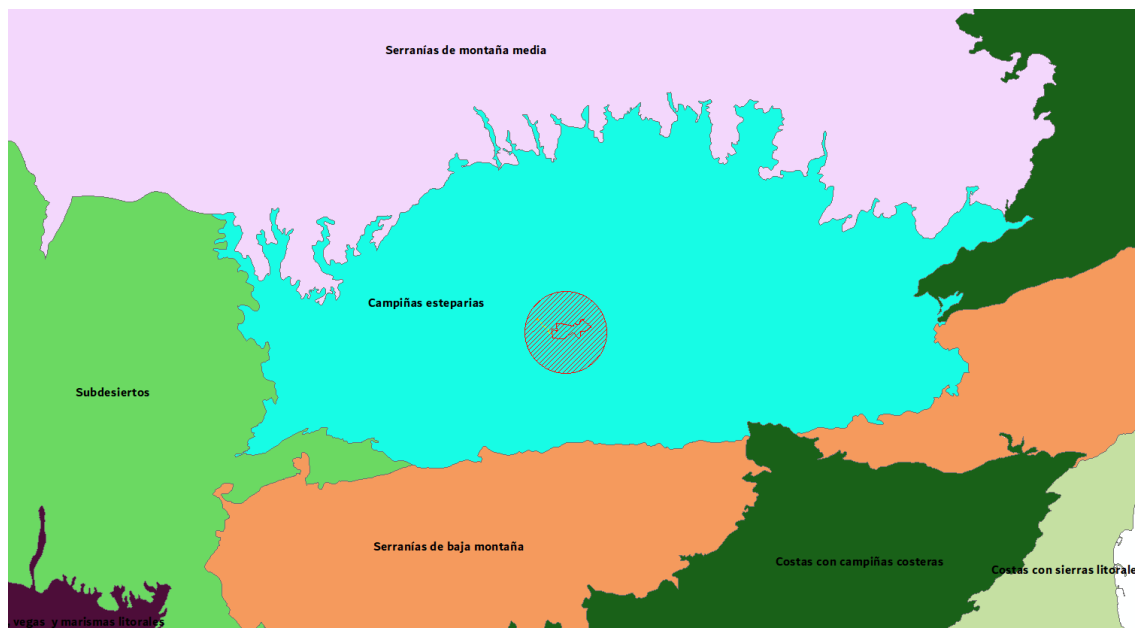 Serranías de montaña media
Campiñas esteparias
Subdesiertos
Serranías de baja montaña
Costas con campiñas costeras
Costas con sierras litorale
vegas y marismas litorales